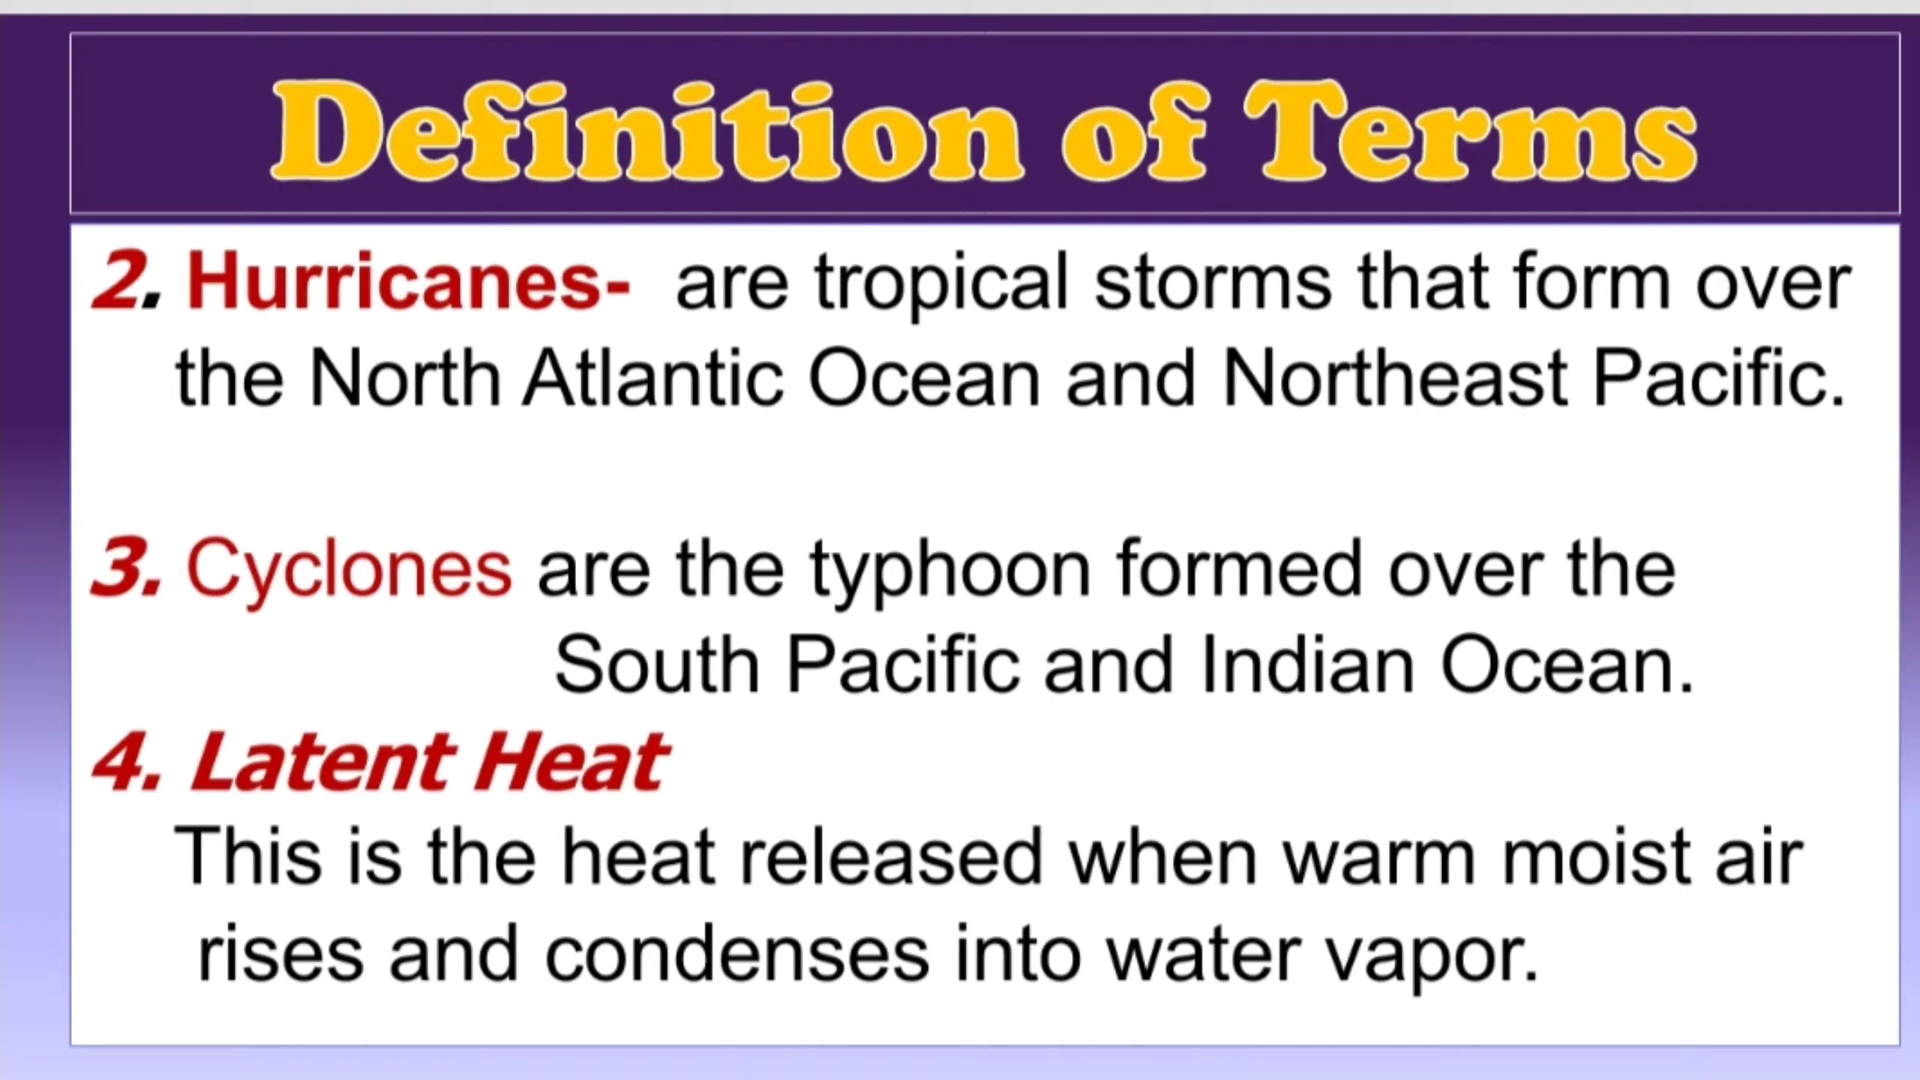 Definition of Terms
2. Hurricanes- are tropical storms that form over
the North Atlantic Ocean and Northeast Pacific.
3. Cyclones are the typhoon formed over the
South Pacific and Indian Ocean.
4. Latent Heat
This is the heat released when warm moist air
rises and condenses into water vapor.